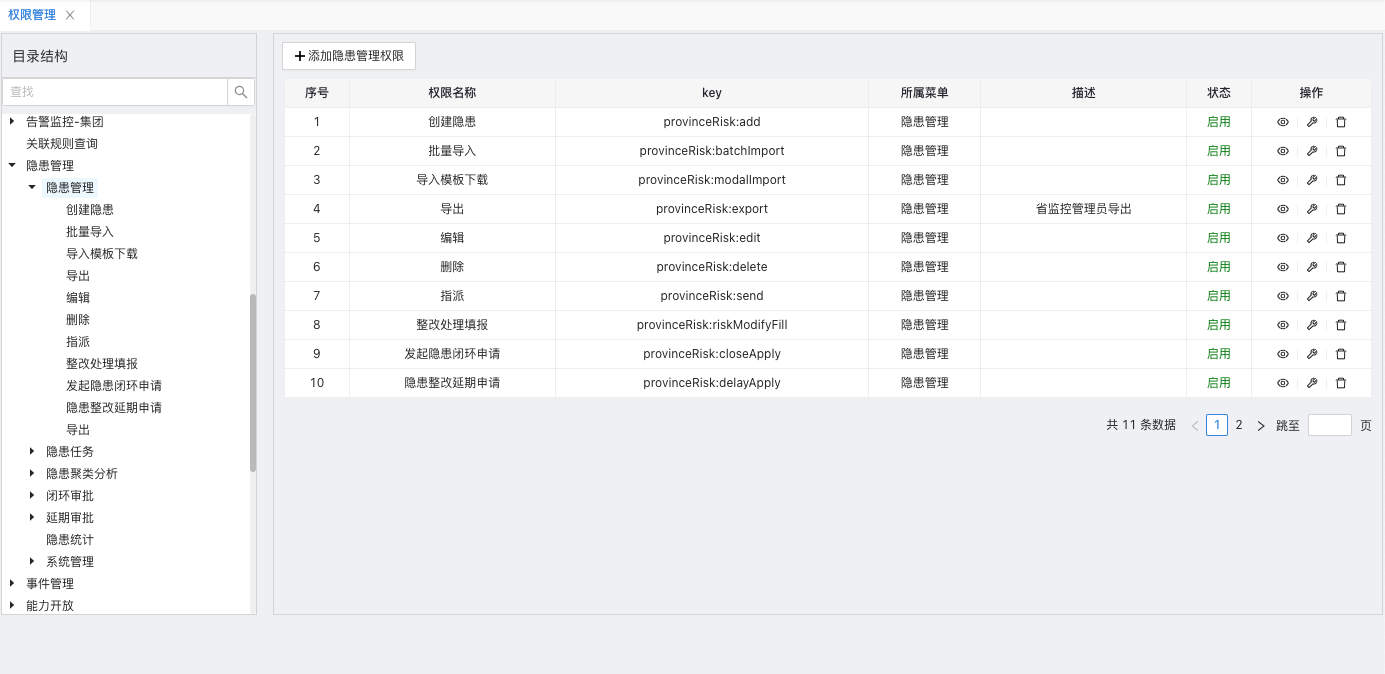 权限管理
目录结构
查找
告警监控-集团
关联规则查询
隐患管理
隐患管理
创建隐患
批量导入
导入模板下载
导出
编辑
删除
指派
整改处理填报
发起隐患闭环申请
隐患整改延期申请
导出
隐患任务
隐患聚类分析
闭环审批
延期审批
隐患统计
系统管理
事件管理
能力开放
添加隐患管理权限
序号 权限名称 key 所属菜单 描述 状态 操作
1 创建隐患 provinceRisk:add 隐患管理 启用
2 批量导入 provinceRisk:batchImport 隐患管理 启用
3 导入模板下载 provinceRisk:modalImport 隐患管理 启用
4 导出 provinceRisk:export 隐患管理 省监控管理员导出 启用
5 编辑 provinceRisk:edit 隐患管理 启用
6 删除 provinceRisk:delete 隐患管理 启用
7 指派 provinceRisk:send 隐患管理 启用
8 整改处理填报 provinceRisk:riskModifyFill 隐患管理 启用
9 发起隐患闭环申请 provinceRisk:closeApply 隐患管理 启用
10 隐患整改延期申请 provinceRisk:delayApply 隐患管理 启用
共 11 条数据 1 2 跳至 页